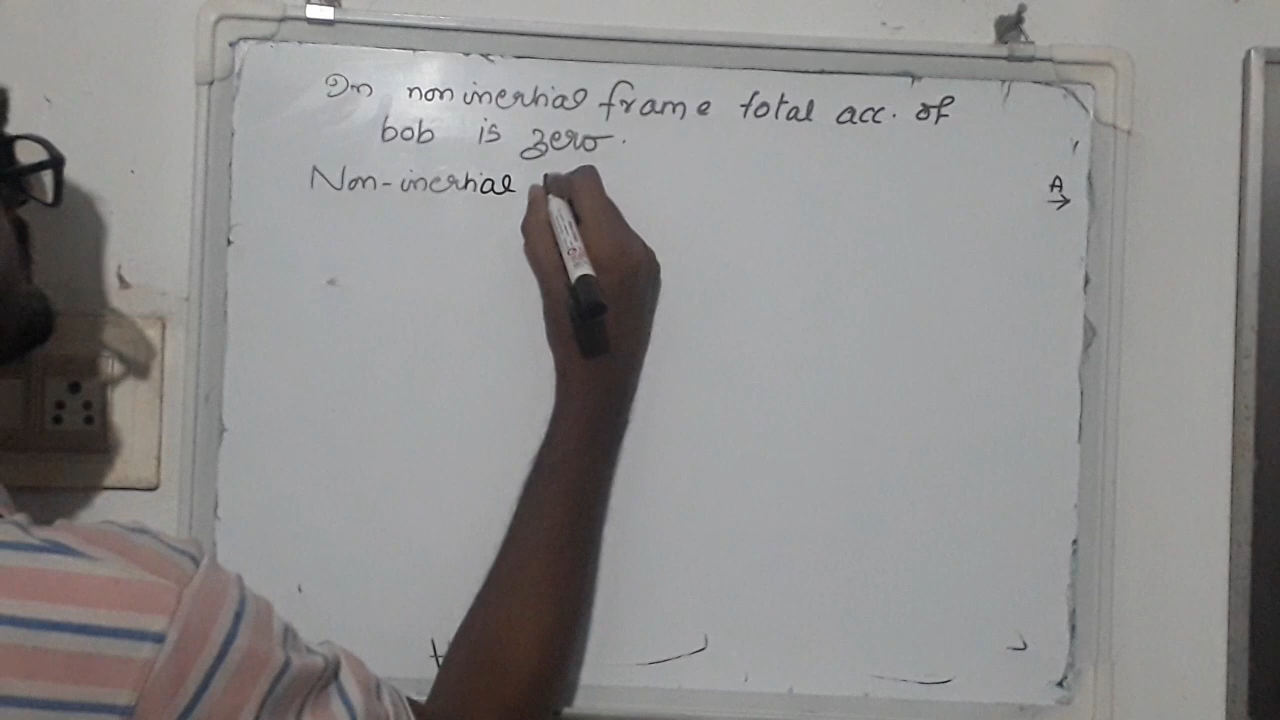 In non inertial frame total acc. of
bob is zero.
Non-inertial
A